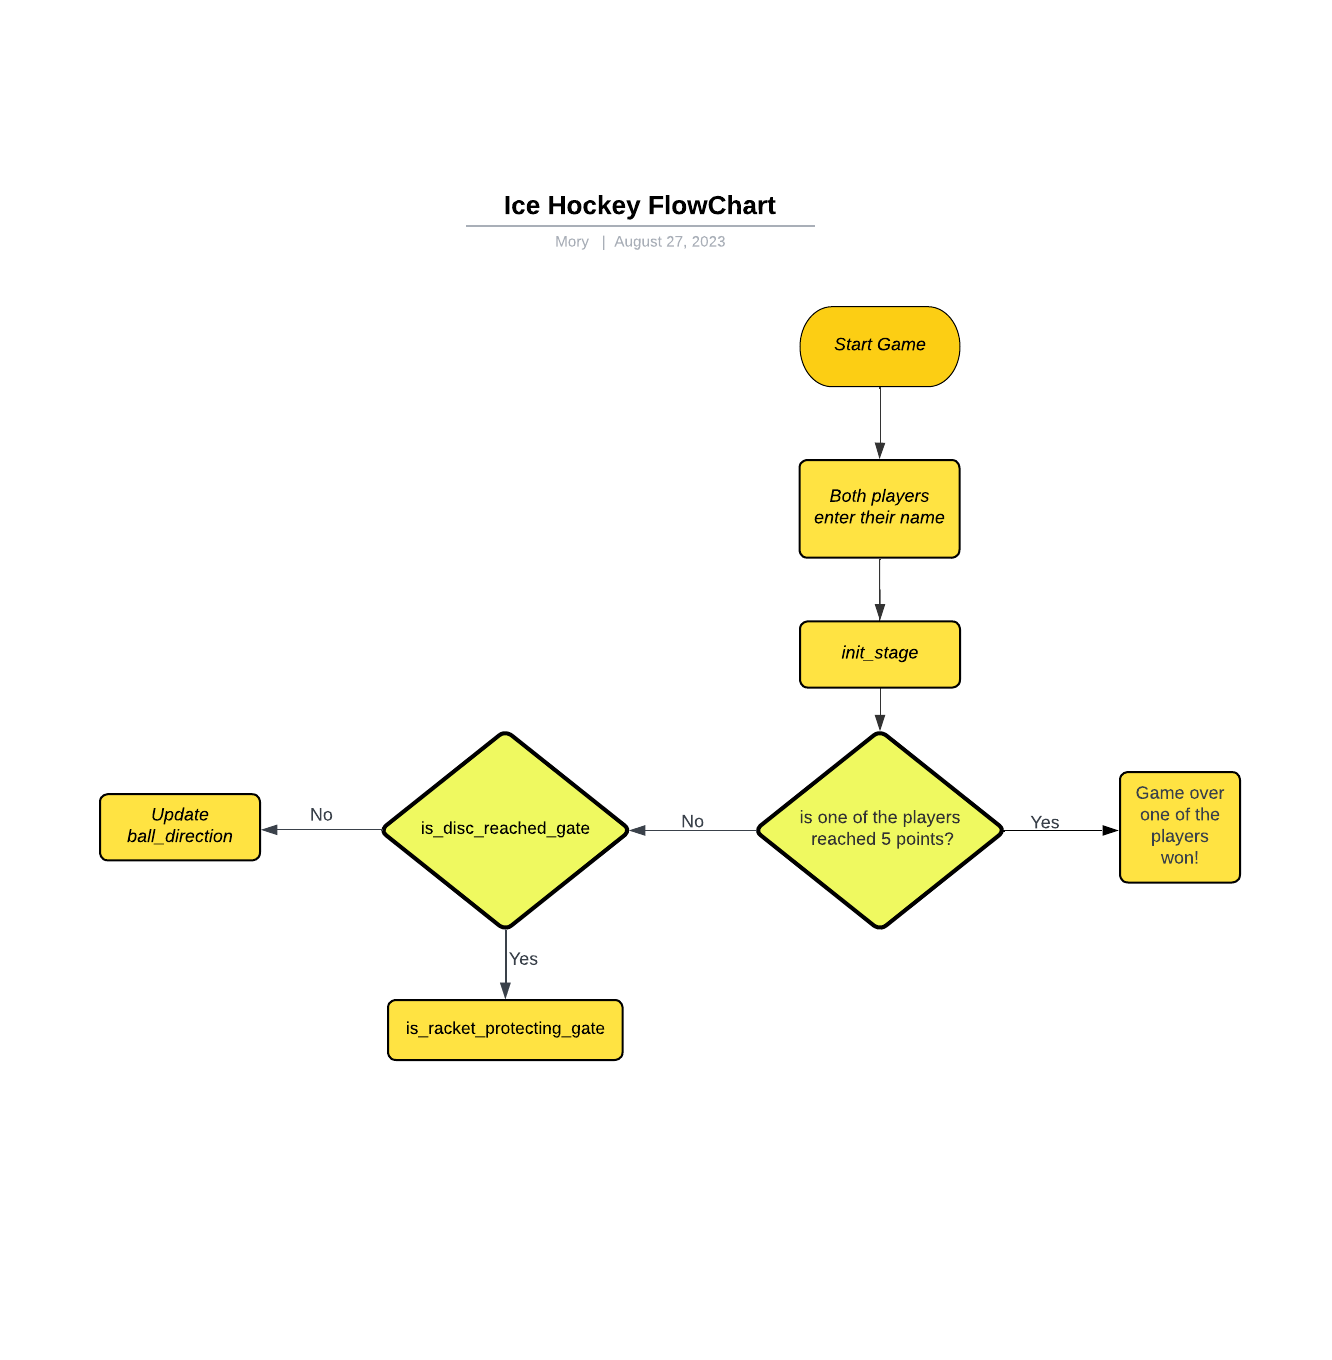 Ice Hockey FlowChart
Mory | August 27, 2023
Start Game
Both players
enter their name
init_stage
is one of the players
reached 5 points?
Yes
Game over
one of the
players
won!
No
is_disc_reached_gate
No
Update
ball_direction
Yes
is_racket_protecting_gate